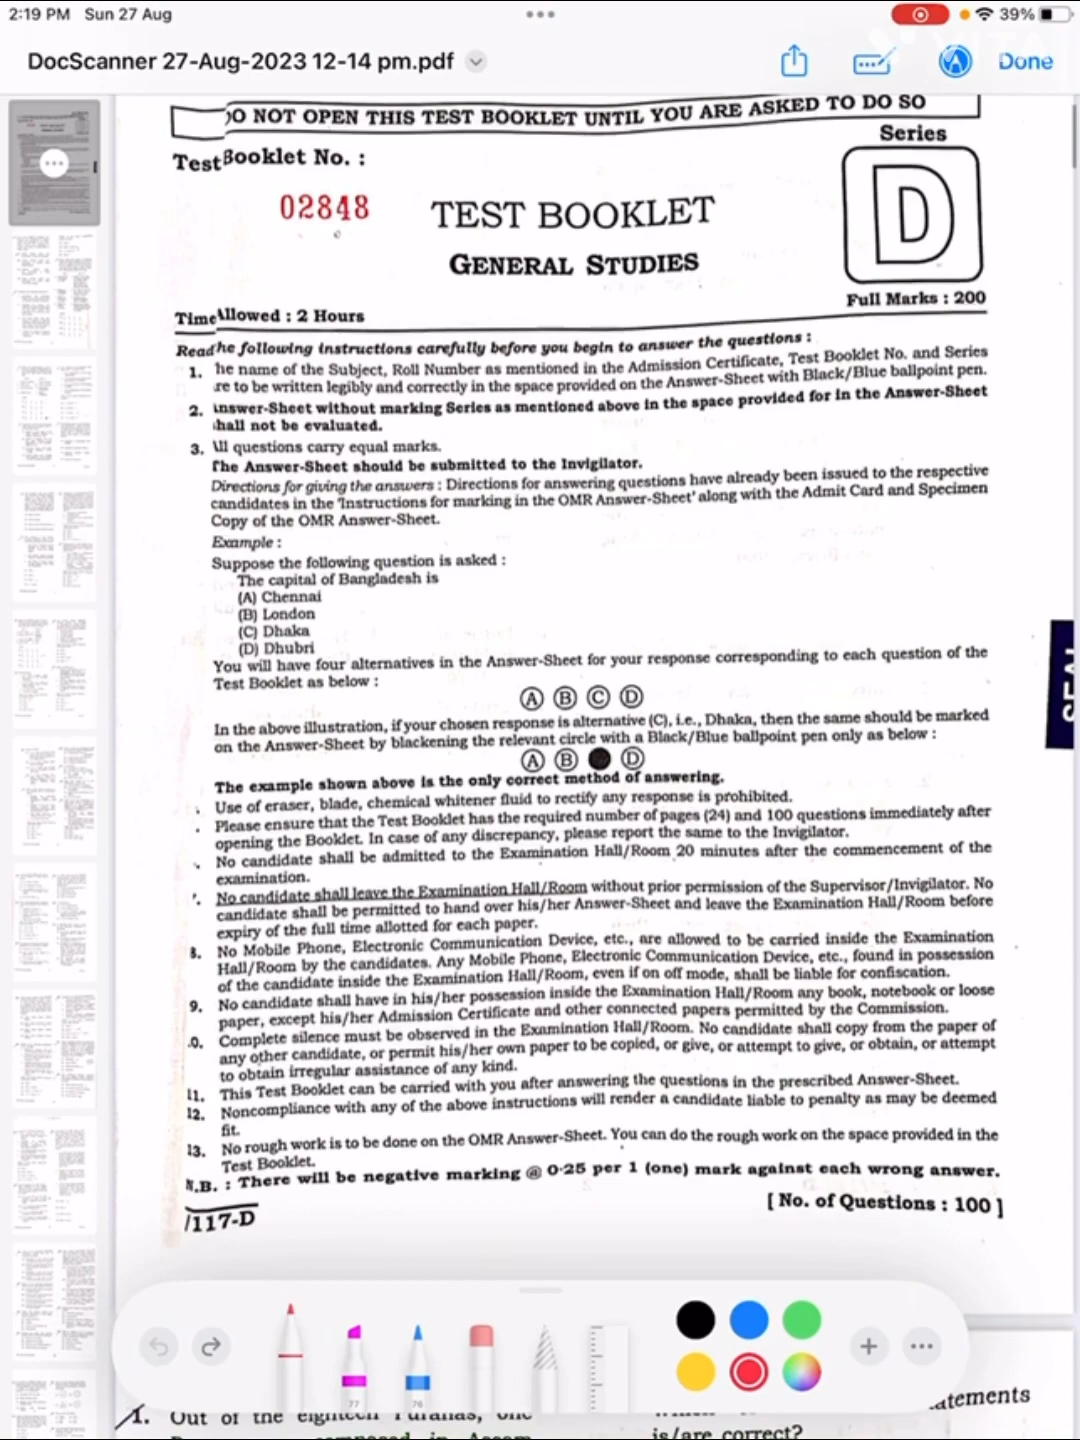 2:19 PM Sun 27 Aug
39%
DocScanner 27-Aug-2023 12-14 pm.pdf
Done
O NOT OPEN THIS TEST BOOKLET UNTIL YOU ARE ASKED TO DO SO
Series
Test Booklet No. :
D
02848
TEST BOOKLET
GENERAL STUDIES
Full Marks : 200
Time Allowed : 2 Hours
Read he following instructions carefully before you begin to answer the questions :
1. he name of the Subject, Roll Number as mentioned in the Admission Certificate, Test Booklet No. and Series
re to be written legibly and correctly in the space provided on the Answer-Sheet with Black/Blue ballpoint pen.
2. nswer-Sheet without marking Series as mentioned above in the space provided for in the Answer-Sheet
hall not be evaluated.
3. All questions carry equal marks.
The Answer-Sheet should be submitted to the Invigilator.
Directions for giving the answers : Directions for answering questions have already been issued to the respective
candidates in the 'Instructions for marking in the OMR Answer-Sheet' along with the Admit Card and Specimen
Copy of the OMR Answer-Sheet.
Example :
Suppose the following question is asked :
The capital of Bangladesh is
(A) Chennai
(B) London
(C) Dhaka
(D) Dhubri
You will have four alternatives in the Answer-Sheet for your response corresponding to each question of the
Test Booklet as below :
A B C D
In the above illustration, if your chosen response is alternative (C), i.e., Dhaka, then the same should be marked
on the Answer-Sheet by blackening the relevant circle with a Black/Blue ballpoint pen only as below :
A B D
The example shown above is the only correct method of answering.
Use of eraser, blade, chemical whitener fluid to rectify any response is prohibited.
Please ensure that the Test Booklet has the required number of pages (24) and 100 questions immediately after
opening the Booklet. In case of any discrepancy, please report the same to the Invigilator.
No candidate shall be admitted to the Examination Hall/Room 20 minutes after the commencement of the
examination.
No candidate shall leave the Examination Hall/Room without prior permission of the Supervisor/Invigilator. No
candidate shall be permitted to hand over his/her Answer-Sheet and leave the Examination Hall/Room before
expiry of the full time allotted for each paper.
8. No Mobile Phone, Electronic Communication Device, etc., are allowed to be carried inside the Examination
Hall/Room by the candidates. Any Mobile Phone, Electronic Communication Device, etc., found in possession
of the candidate inside the Examination Hall/Room, even if on off mode, shall be liable for confiscation.
9. No candidate shall have in his/her possession inside the Examination Hall/Room any book, notebook or loose
paper, except his/her Admission Certificate and other connected papers permitted by the Commission.
0. Complete silence must be observed in the Examination Hall/Room. No candidate shall copy from the paper of
any other candidate, or permit his/her own paper to be copied, or give, or attempt to give, or obtain, or attempt
to obtain irregular assistance of any kind.
11. This Test Booklet can be carried with you after answering the questions in the prescribed Answer-Sheet.
12. Noncompliance with any of the above instructions will render a candidate liable to penalty as may be deemed
fit.
13. No rough work is to be done on the OMR Answer-Sheet. You can do the rough work on the space provided in the
Test Booklet.
N.B. : There will be negative marking @ 0·25 per 1 (one) mark against each wrong answer.
/117-D
[ No. of Questions : 100 ]
SEAL
77
76
1. Out of the eighteen Puranas, one
atements
is/are correct?